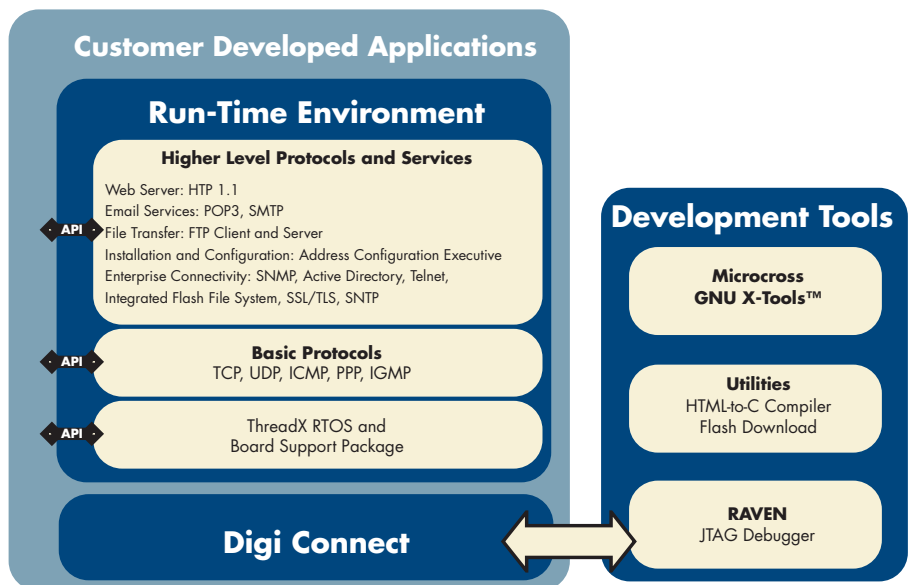 Customer Developed Applications
Run-Time Environment
Higher Level Protocols and Services
Web Server: HTP 1.1
Email Services: POP3, SMTP
API
File Transfer: FTP Client and Server
Installation and Configuration: Address Configuration Executive
Enterprise Connectivity: SNMP, Active Directory, Telnet,
Integrated Flash File System, SSL/TLS, SNTP
API
Basic Protocols
TCP, UDP, ICMP, PPP, IGMP
API
ThreadX RTOS and
Board Support Package
Digi Connect
Development Tools
Microcross
GNU X-Tools™
Utilities
HTML-to-C Compiler
Flash Download
RAVEN
JTAG Debugger